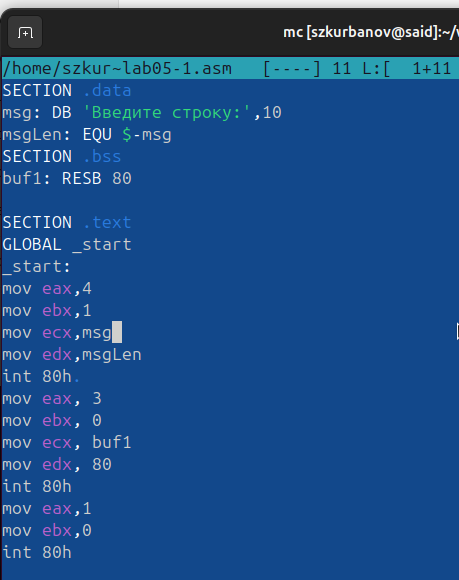 mc [szkurbanov@said]:~/
/home/szkur~lab05-1.asm [----] 11 L:[ 1+11
SECTION .data
msg: DB 'Введите строку:',10
msgLen: EQU $-msg
SECTION .bss
buf1: RESB 80
SECTION .text
GLOBAL _start
_start:
mov eax,4
mov ebx,1
mov ecx,msg
mov edx,msgLen
int 80h.
mov eax, 3
mov ebx, 0
mov ecx, buf1
mov edx, 80
int 80h
mov eax,1
mov ebx,0
int 80h